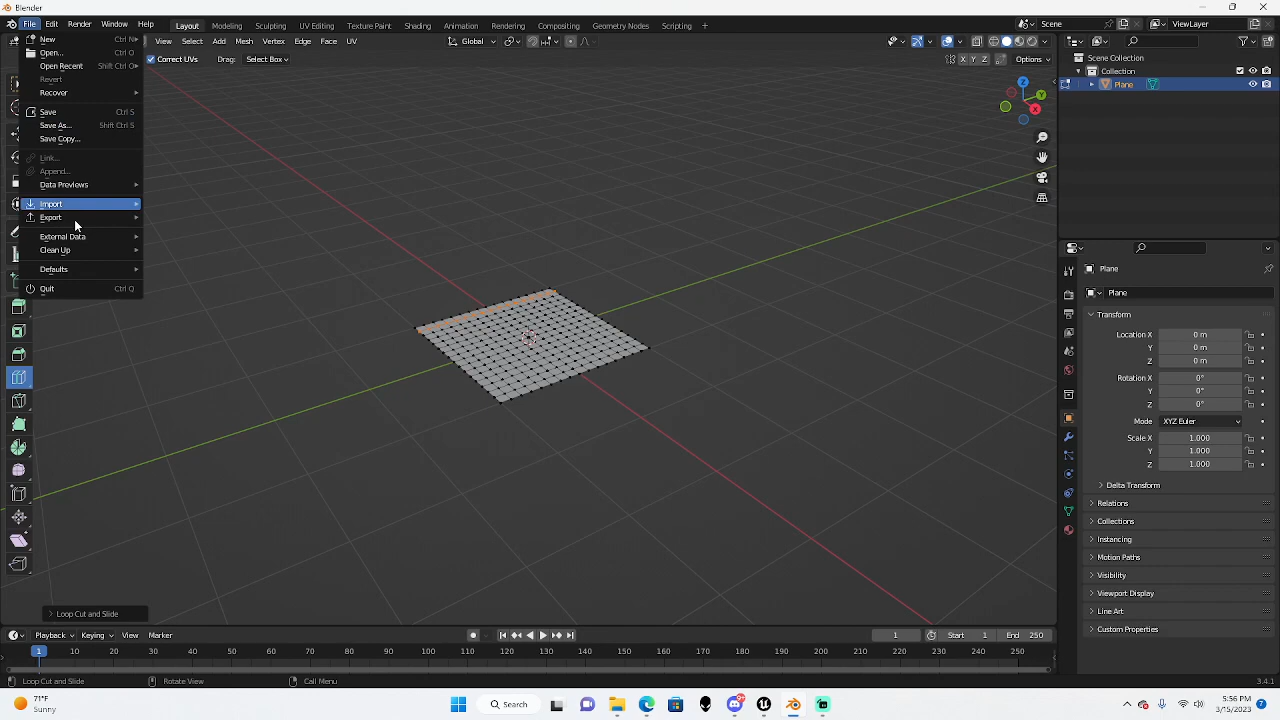 Blender
File Edit Render Window Help Layout Modeling Sculpting UV Editing Texture Paint Shading Animation Rendering Compositing Geometry Nodes Scripting + Scene ViewLayer
View Select Add Mesh Vertex Edge Face UV Global
Correct UVs Drag: Select Box X Y Z Options
New Ctrl N
Open... Ctrl O
Open Recent Shift Ctrl O
Revert
Recover
Save Ctrl S
Save As... Shift Ctrl S
Save Copy...
Link...
Append...
Data Previews
Import
Export
External Data
Clean Up
Defaults
Quit Ctrl Q
Z
Y
X
Scene Collection
Collection
Plane
Plane
Plane
Transform
Location X 0 m
Y 0 m
Z 0 m
Rotation X 0°
Y 0°
Z 0°
Mode XYZ Euler
Scale X 1.000
Y 1.000
Z 1.000
Delta Transform
Relations
Collections
Instancing
Motion Paths
Visibility
Viewport Display
Line Art
Custom Properties
Loop Cut and Slide
Playback Keying View Marker 1 Start 1 End 250
1 10 20 30 40 50 60 70 80 90 100 110 120 130 140 150 160 170 180 190 200 210 220 230 240 250
Loop Cut and Slide Rotate View Call Menu 3.4.1
71°F
Sunny
Search
5:56 PM
3/15/2023